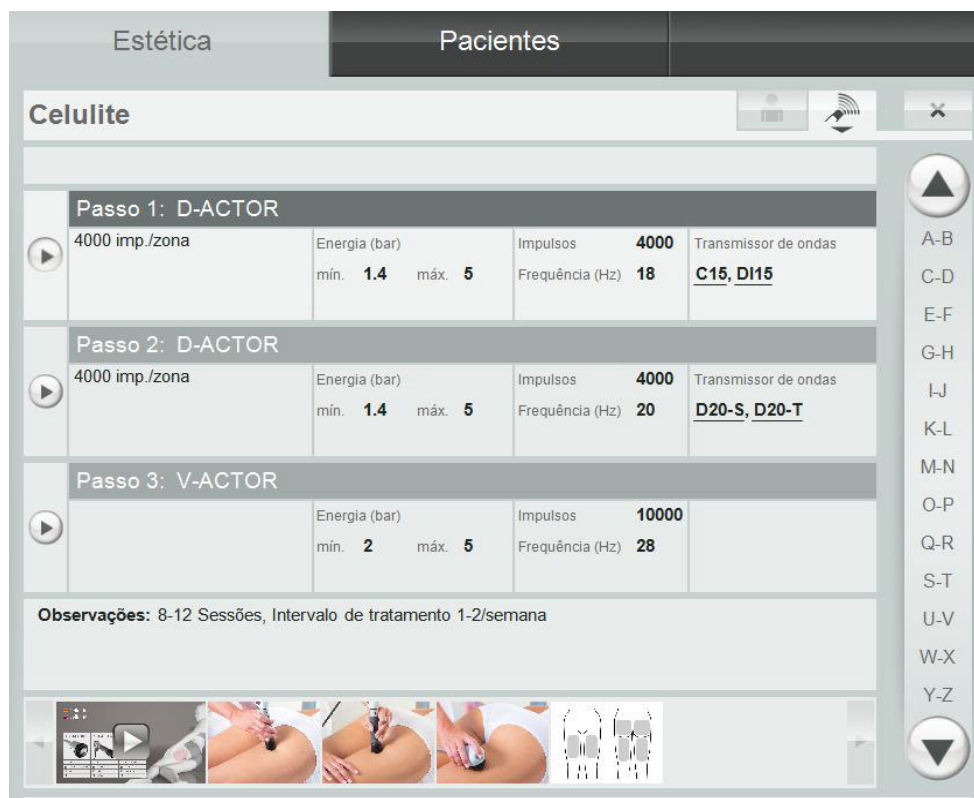 Estética
Pacientes
Celulite
×
Passo 1: D-ACTOR
4000 imp./zona
Energia (bar)
mín. 1.4 máx. 5
Impulsos 4000
Frequência (Hz) 18
Transmissor de ondas
C15, DI15
Passo 2: D-ACTOR
4000 imp./zona
Energia (bar)
mín. 1.4 máx. 5
Impulsos 4000
Frequência (Hz) 20
Transmissor de ondas
D20-S, D20-T
Passo 3: V-ACTOR
Energia (bar)
mín. 2 máx. 5
Impulsos 10000
Frequência (Hz) 28
Observações: 8-12 Sessões, Intervalo de tratamento 1-2/semana
A-B
C-D
E-F
G-H
I-J
K-L
M-N
O-P
Q-R
S-T
U-V
W-X
Y-Z